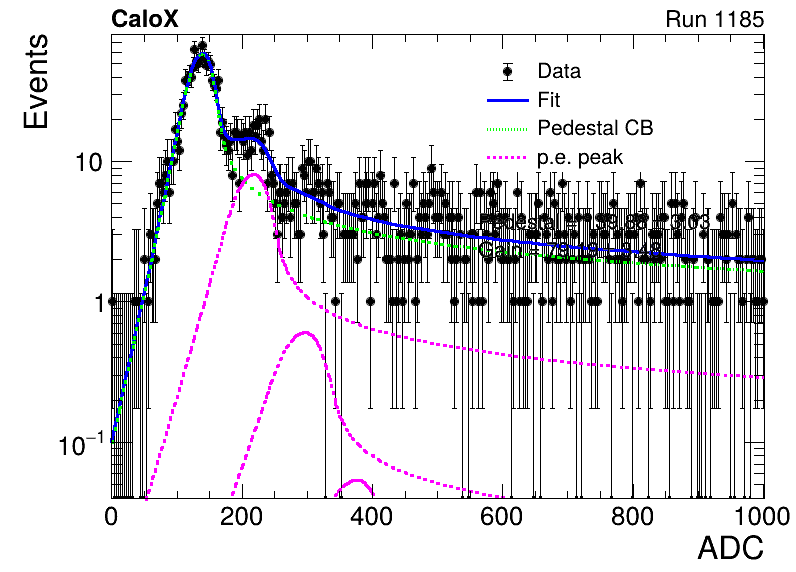 CaloX Run 1185
Events
Data
Fit
Pedestal CB
p.e. peak
10
1
10⁻¹
0 200 400 600 800 1000
ADC